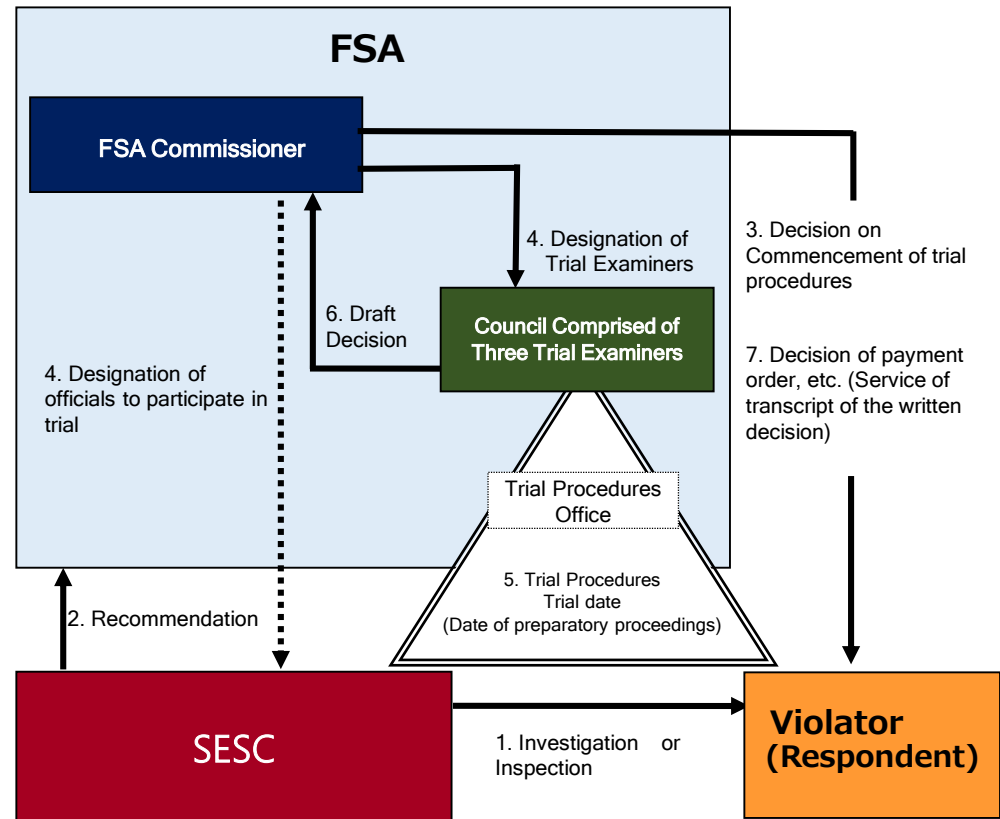 FSA
FSA Commissioner
4. Designation of
Trial Examiners
3. Decision on
Commencement of trial
procedures
6. Draft
Decision
Council Comprised of
Three Trial Examiners
4. Designation of
officials to participate in
trial
7. Decision of payment
order, etc. (Service of
transcript of the written
decision)
Trial Procedures
Office
5. Trial Procedures
Trial date
(Date of preparatory proceedings)
2. Recommendation
SESC
1. Investigation or
Inspection
Violator
(Respondent)